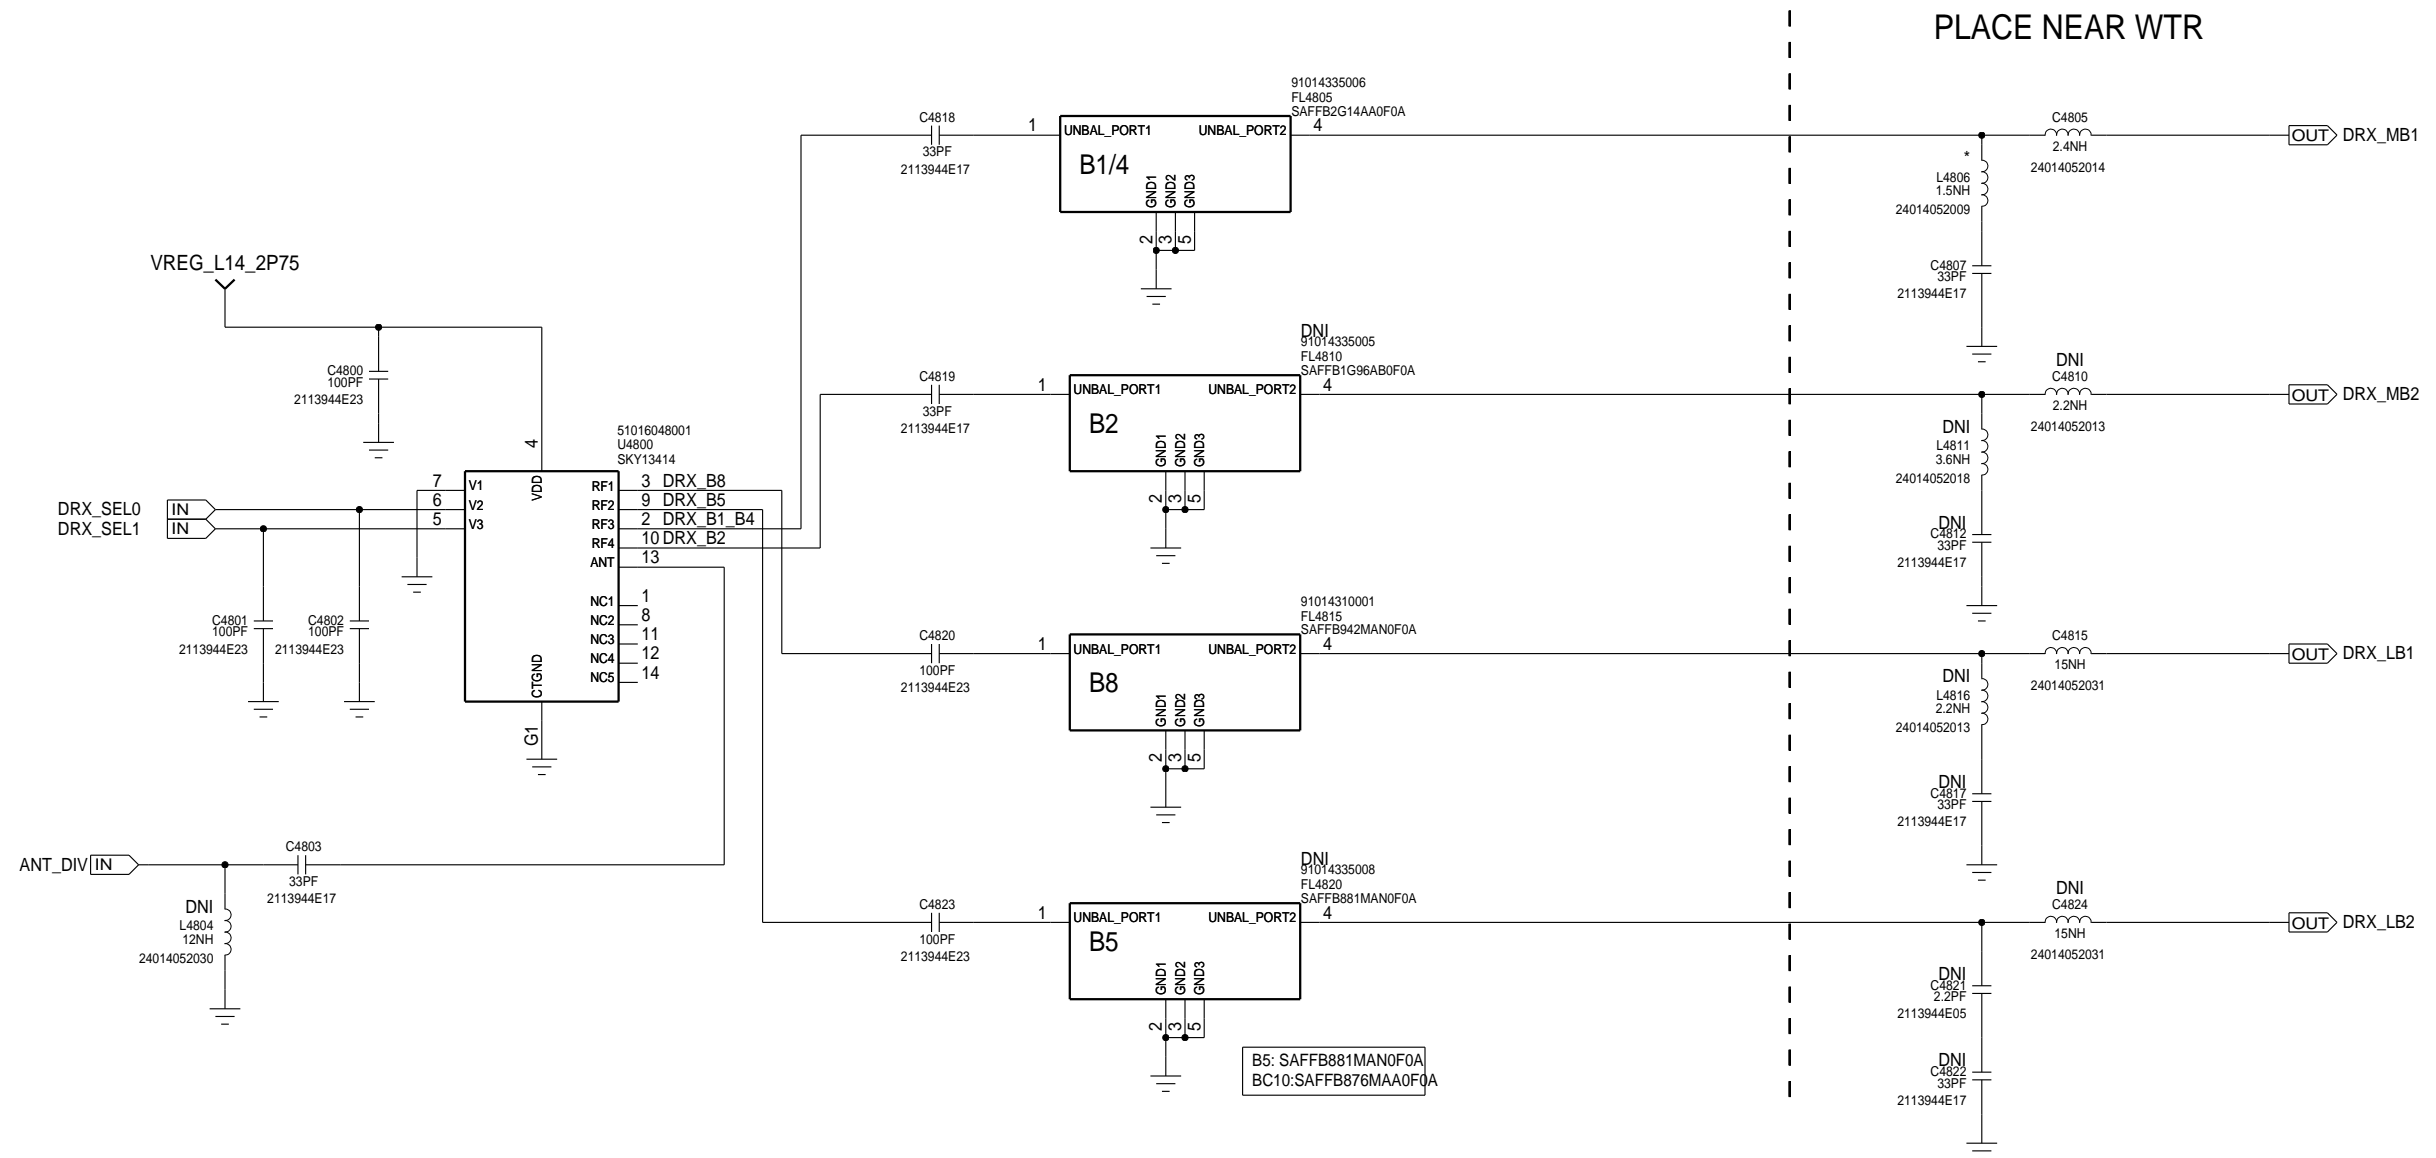 PLACE NEAR WTR
91014335006
FL4805
SAFFB2G14AA0F0A
C4818
33PF
2113944E17
1
UNBAL_PORT1
UNBAL_PORT2
4
B1/4
GND1
GND2
GND3
2
3
5
C4805
2.4NH
24014052014
OUT
DRX_MB1
*
L4806
1.5NH
24014052009
C4807
33PF
2113944E17
VREG_L14_2P75
C4800
100PF
2113944E23
DNI
91014335005
FL4810
SAFFB1G96AB0F0A
C4819
33PF
2113944E17
1
UNBAL_PORT1
UNBAL_PORT2
4
B2
GND1
GND2
GND3
2
3
5
DNI
C4810
2.2NH
24014052013
OUT
DRX_MB2
DNI
L4811
3.6NH
24014052018
DNI
C4812
33PF
2113944E17
51016048001
U4800
SKY13414
4
VDD
7
V1
6
V2
5
V3
RF1
3
DRX_B8
RF2
9
DRX_B5
RF3
2
DRX_B1_B4
RF4
10
DRX_B2
ANT
13
NC1
1
NC2
8
NC3
11
NC4
12
NC5
14
CTGND
G1
DRX_SEL0
IN
DRX_SEL1
IN
C4801
100PF
2113944E23
C4802
100PF
2113944E23
91014310001
FL4815
SAFFB942MAN0F0A
C4820
100PF
2113944E23
1
UNBAL_PORT1
UNBAL_PORT2
4
B8
GND1
GND2
GND3
2
3
5
C4815
15NH
24014052031
OUT
DRX_LB1
DNI
L4816
2.2NH
24014052013
DNI
C4817
33PF
2113944E17
ANT_DIV
IN
C4803
33PF
2113944E17
DNI
L4804
12NH
24014052030
DNI
91014335008
FL4820
SAFFB881MAN0F0A
C4823
100PF
2113944E23
1
UNBAL_PORT1
UNBAL_PORT2
4
B5
GND1
GND2
GND3
2
3
5
DNI
C4824
15NH
24014052031
OUT
DRX_LB2
DNI
C4821
2.2PF
2113944E05
DNI
C4822
33PF
2113944E17
B5: SAFFB881MAN0F0A
BC10:SAFFB876MAA0F0A